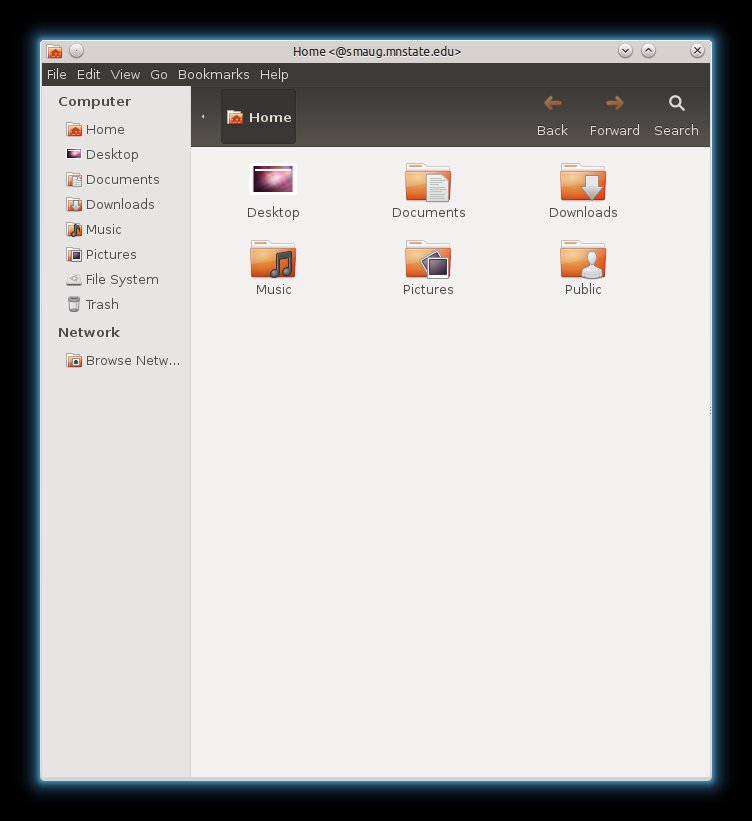 Home <@smaug.mnstate.edu>
File Edit View Go Bookmarks Help
Computer
Home
Desktop
Documents
Downloads
Music
Pictures
File System
Trash
Network
Browse Netw...
Home
Back Forward Search
Desktop Documents Downloads
Music Pictures Public